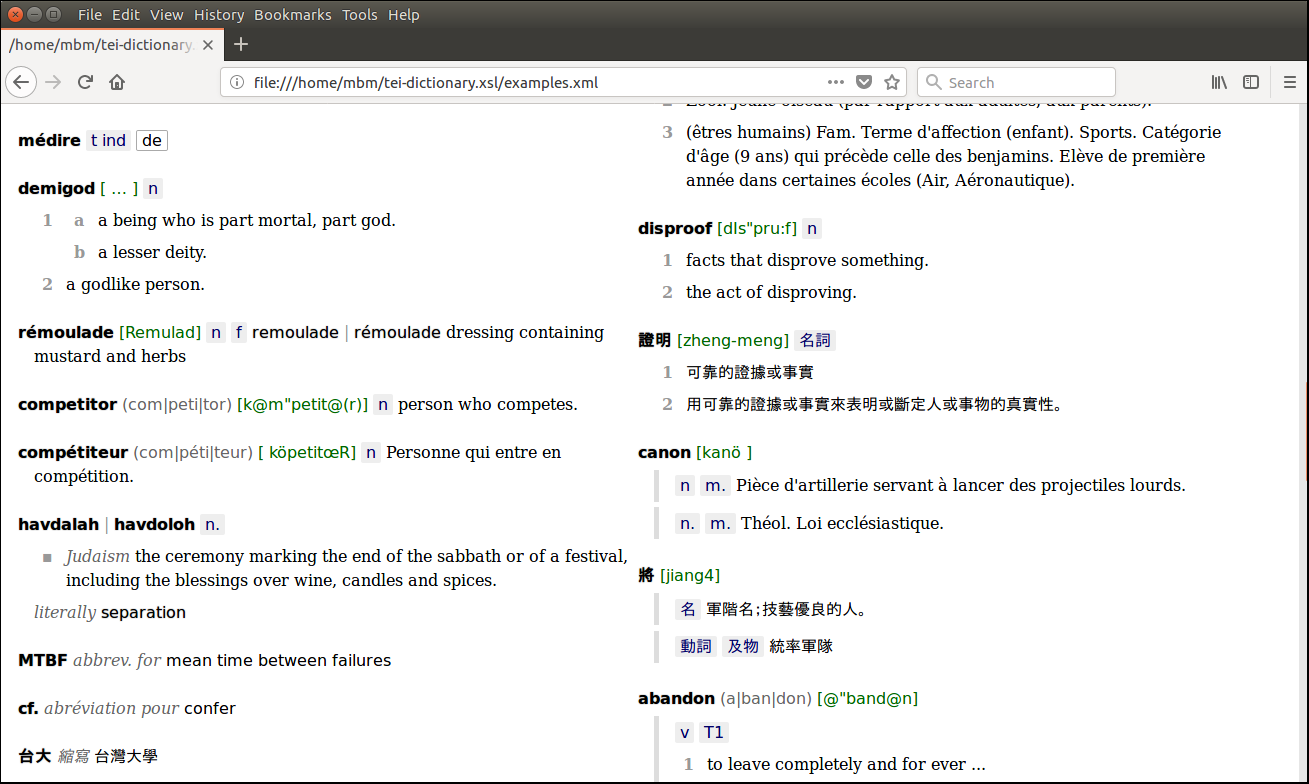 File Edit View History Bookmarks Tools Help
/home/mbm/tei-dictionary.
file:///home/mbm/tei-dictionary.xsl/examples.xml
Search
médire t ind de
demigod [ ... ] n
1 a a being who is part mortal, part god.
b a lesser deity.
2 a godlike person.
rémoulade [Remulad] n f remoulade | rémoulade dressing containing
mustard and herbs
competitor (com|peti|tor) [k@m"petit@(r)] n person who competes.
compétiteur (com|péti|teur) [ köpetitœR] n Personne qui entre en
compétition.
havdalah | havdoloh n.
Judaism the ceremony marking the end of the sabbath or of a festival,
including the blessings over wine, candles and spices.
literally separation
MTBF abbrev. for mean time between failures
cf. abréviation pour confer
台大 縮寫 台灣大學
2 Zool. Jeune oiseau (par rapport aux adultes, aux parents).
3 (êtres humains) Fam. Terme d'affection (enfant). Sports. Catégorie
d'âge (9 ans) qui précède celle des benjamins. Elève de première
année dans certaines écoles (Air, Aéronautique).
disproof [dIs"pru:f] n
1 facts that disprove something.
2 the act of disproving.
證明 [zheng-meng] 名詞
1 可靠的證據或事實
2 用可靠的證據或事實來表明或斷定人或事物的真實性。
canon [kanö ]
n m. Pièce d'artillerie servant à lancer des projectiles lourds.
n. m. Théol. Loi ecclésiastique.
將 [jiang4]
名 軍階名;技藝優良的人。
動詞 及物 統率軍隊
abandon (a|ban|don) [@"band@n]
v T1
1 to leave completely and for ever ...